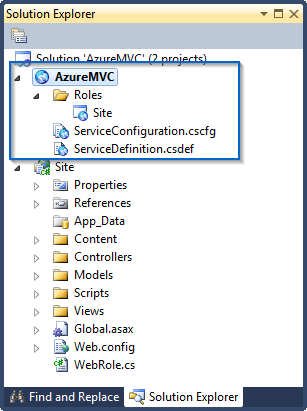 Solution Explorer
Solution 'AzureMVC' (2 projects)
AzureMVC
Roles
Site
ServiceConfiguration.cscfg
ServiceDefinition.csdef
Site
Properties
References
App_Data
Content
Controllers
Models
Scripts
Views
Global.asax
Web.config
WebRole.cs
Find and Replace Solution Explorer